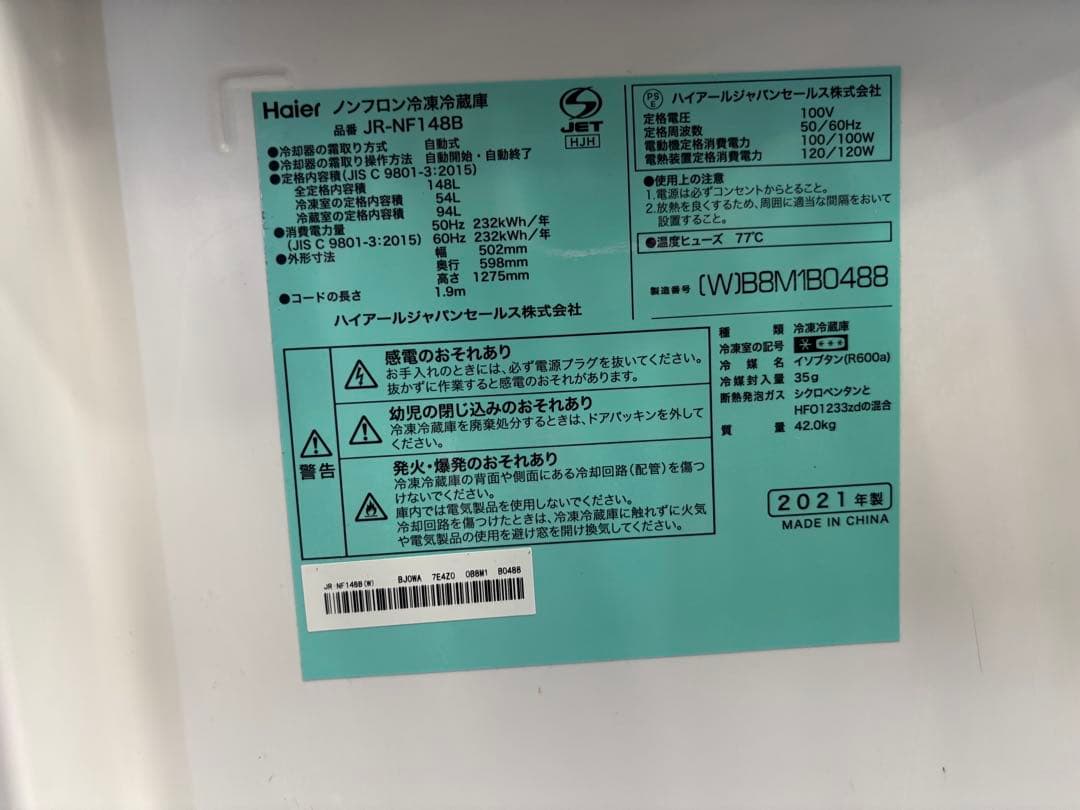 Haier ノンフロン冷凍冷蔵庫
品番 JR-NF148B
●冷却器の霜取り方式 自動式
●冷却器の霜取り操作方法 自動開始・自動終了
●定格内容積(JIS C 9801-3:2015)
全定格内容積 148L
冷凍室の定格内容積 54L
冷蔵室の定格内容積 94L
●消費電力量 50Hz 232kWh/年
(JIS C 9801-3:2015) 60Hz 232kWh/年
●外形寸法 幅 502mm
奥行 598mm
高さ 1275mm
●コードの長さ 1.9m
ハイアールジャパンセールス株式会社
JET
HJH
PSE ハイアールジャパンセールス株式会社
定格電圧 100V
定格周波数 50/60Hz
電動機定格消費電力 100/100W
電熱装置定格消費電力 120/120W
●使用上の注意
1.電源は必ずコンセントからとること。
2.放熱を良くするため、周囲に適当な間隔をおいて
設置すること。
●温度ヒューズ 77℃
製造番号 (W)B8M1B0488
警告
感電のおそれあり
お手入れのときには、必ず電源プラグを抜いてください。
抜かずに作業すると感電のおそれがあります。
幼児の閉じ込みのおそれあり
冷凍冷蔵庫を廃棄処分するときは、ドアパッキンを外して
ください。
発火・爆発のおそれあり
冷凍冷蔵庫の背面や側面にある冷却回路(配管)を傷つ
けないでください。
庫内では電気製品を使用しないでください。
冷却回路を傷つけたときは、冷凍冷蔵庫に触れずに火気
や電気製品の使用を避け窓を開け換気してください。
種類 冷凍冷蔵庫
冷凍室の記号 ＊***
冷媒名 イソブタン(R600a)
冷媒封入量 35g
断熱発泡ガス シクロペンタンと
HFO1233zdの混合
質量 42.0kg
2021年製
MADE IN CHINA
JR-NF148B(W) BJ0WA 7E4Z0 0B8M1 B0488